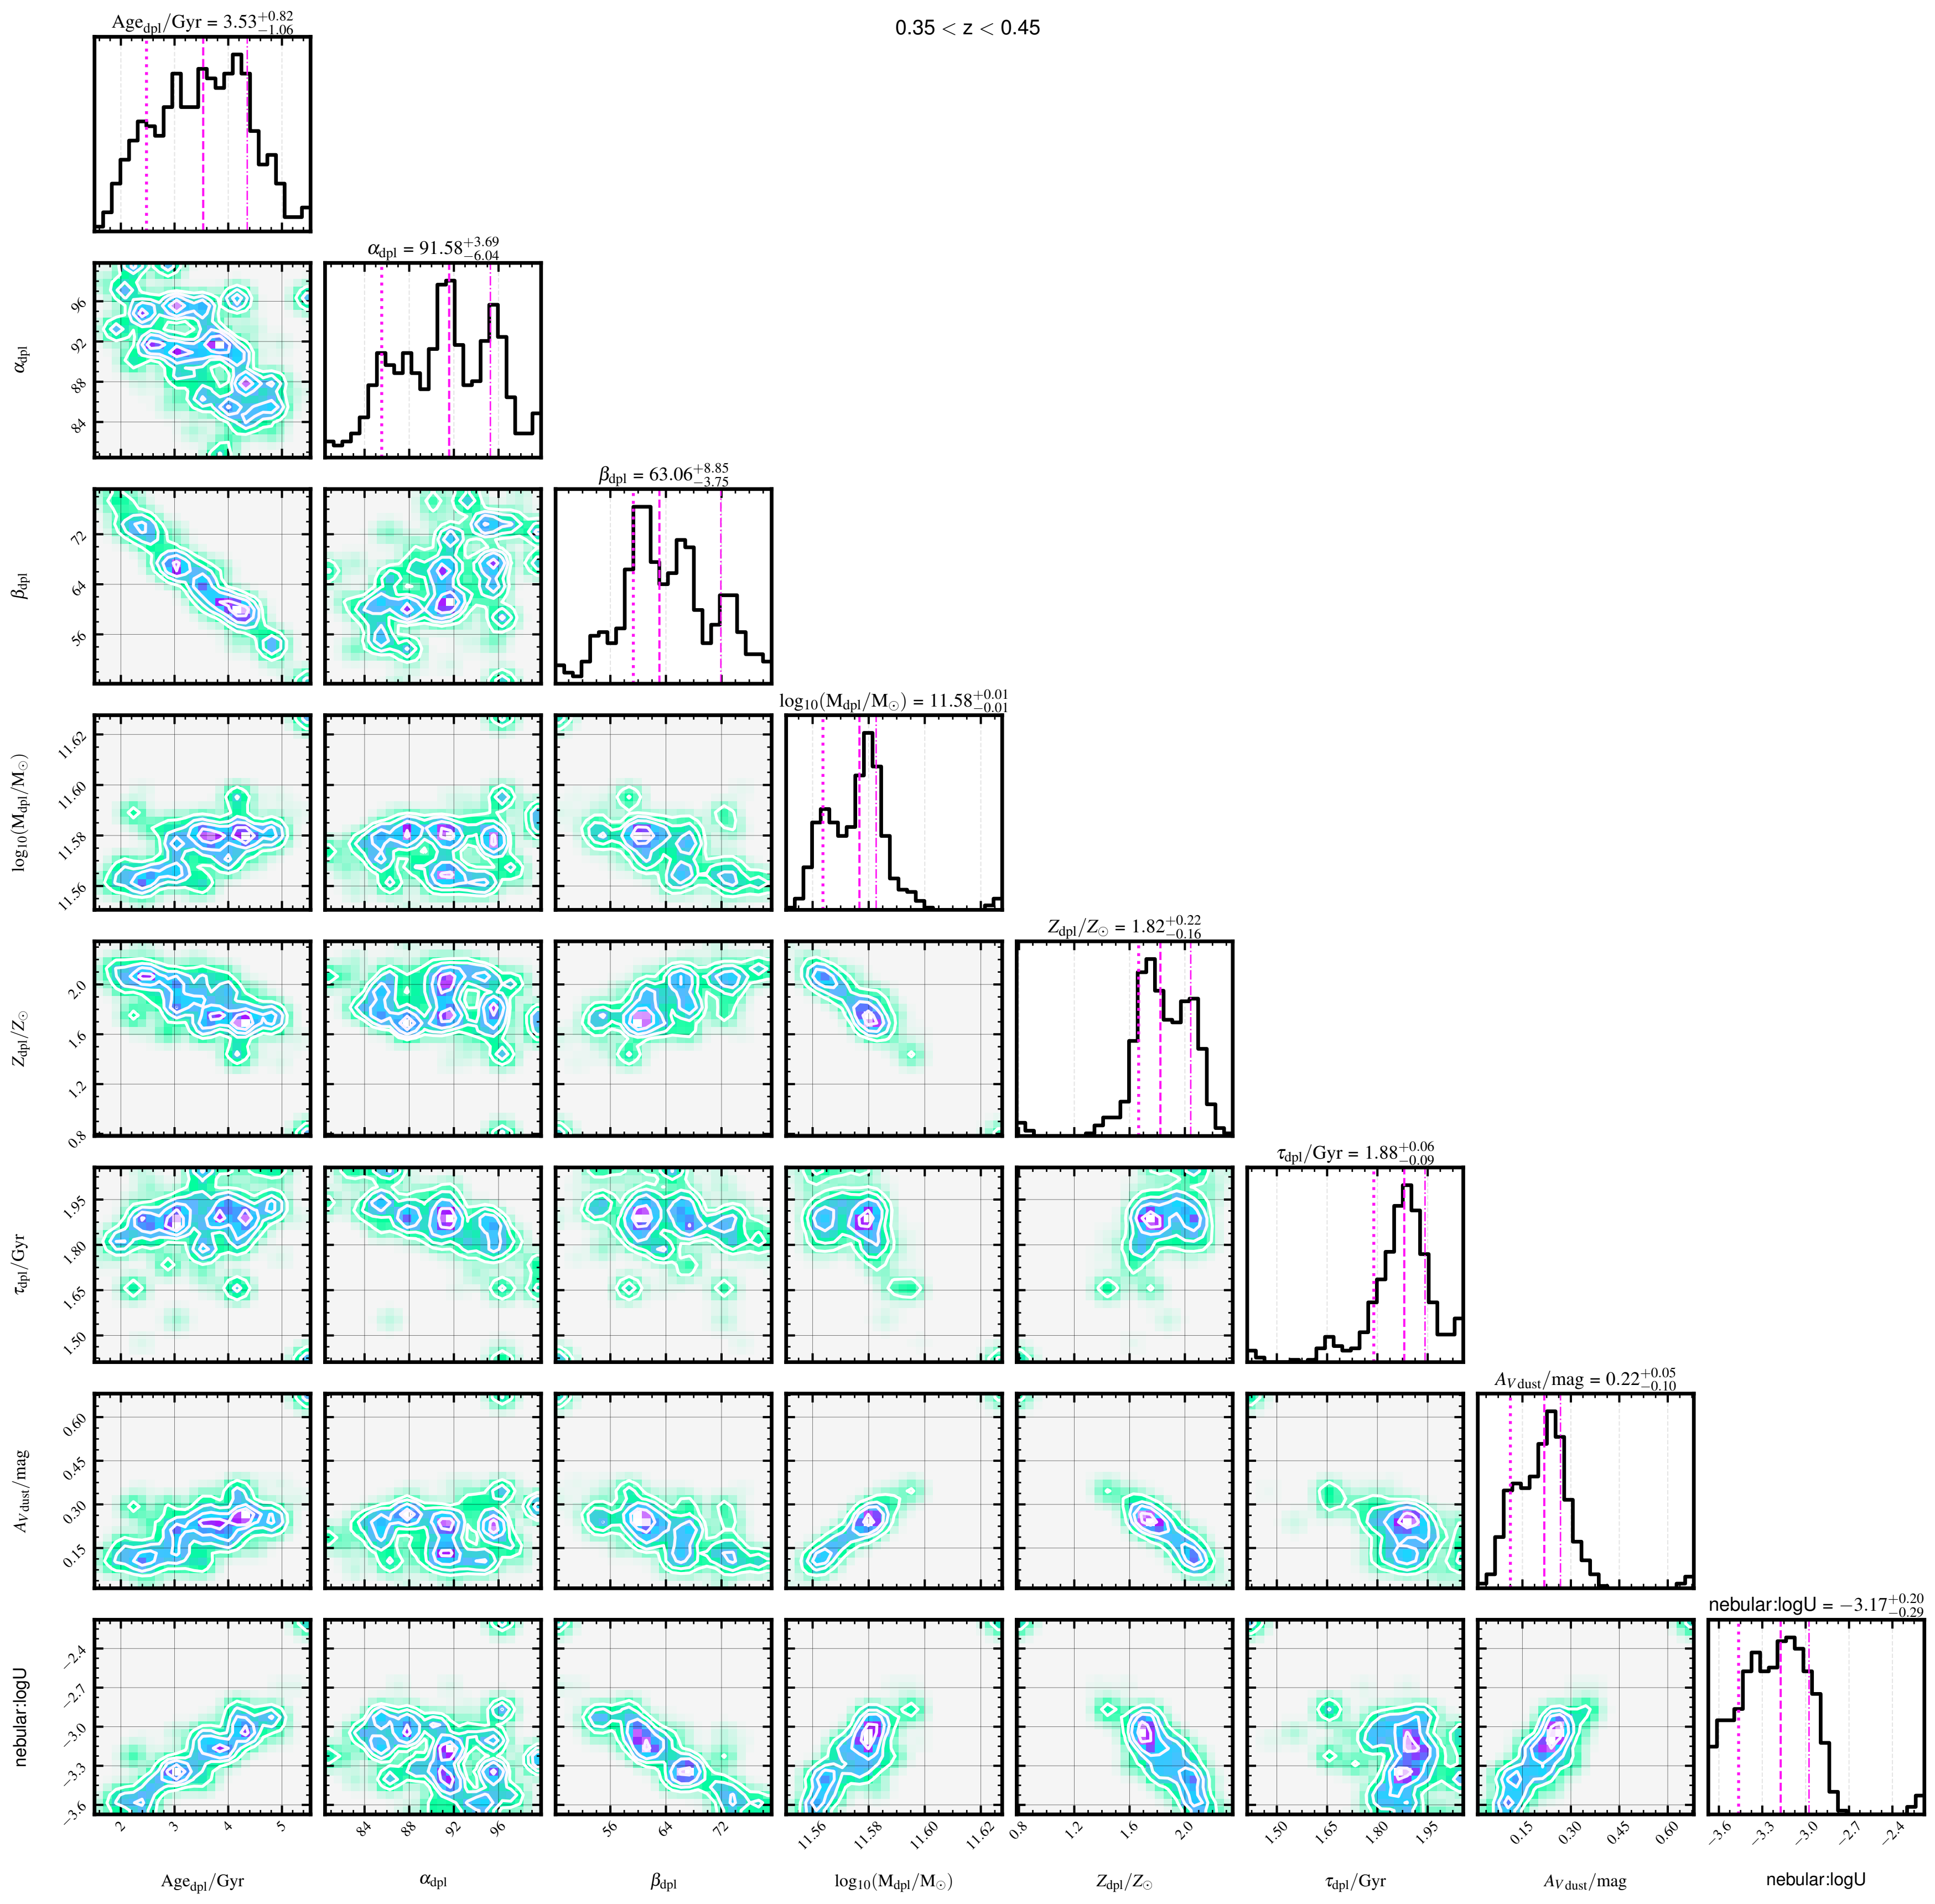 0.35 < z < 0.45
Age_dpl/Gyr = 3.53^{+0.82}_{-1.06}
α_dpl = 91.58^{+3.69}_{-6.04}
96
92
88
84
α_dpl
β_dpl = 63.06^{+8.85}_{-3.75}
72
64
56
β_dpl
log₁₀(M_dpl/M_⊙) = 11.58^{+0.01}_{-0.01}
11.62
11.60
11.58
11.56
log₁₀(M_dpl/M_⊙)
Z_dpl/Z_⊙ = 1.82^{+0.22}_{-0.16}
2.0
1.6
1.2
0.8
Z_dpl/Z_⊙
τ_dpl/Gyr = 1.88^{+0.06}_{-0.09}
1.95
1.80
1.65
1.50
τ_dpl/Gyr
A_{V dust}/mag = 0.22^{+0.05}_{-0.10}
0.60
0.45
0.30
0.15
A_{V dust}/mag
nebular:logU = −3.17^{+0.20}_{-0.29}
−2.4
−2.7
−3.0
−3.3
−3.6
nebular:logU
2 3 4 5
84 88 92 96
56 64 72
11.56 11.58 11.60 11.62
0.8 1.2 1.6 2.0
1.50 1.65 1.80 1.95
0.15 0.30 0.45 0.60
−3.6 −3.3 −3.0 −2.7 −2.4
Age_dpl/Gyr
α_dpl
β_dpl
log₁₀(M_dpl/M_⊙)
Z_dpl/Z_⊙
τ_dpl/Gyr
A_{V dust}/mag
nebular:logU